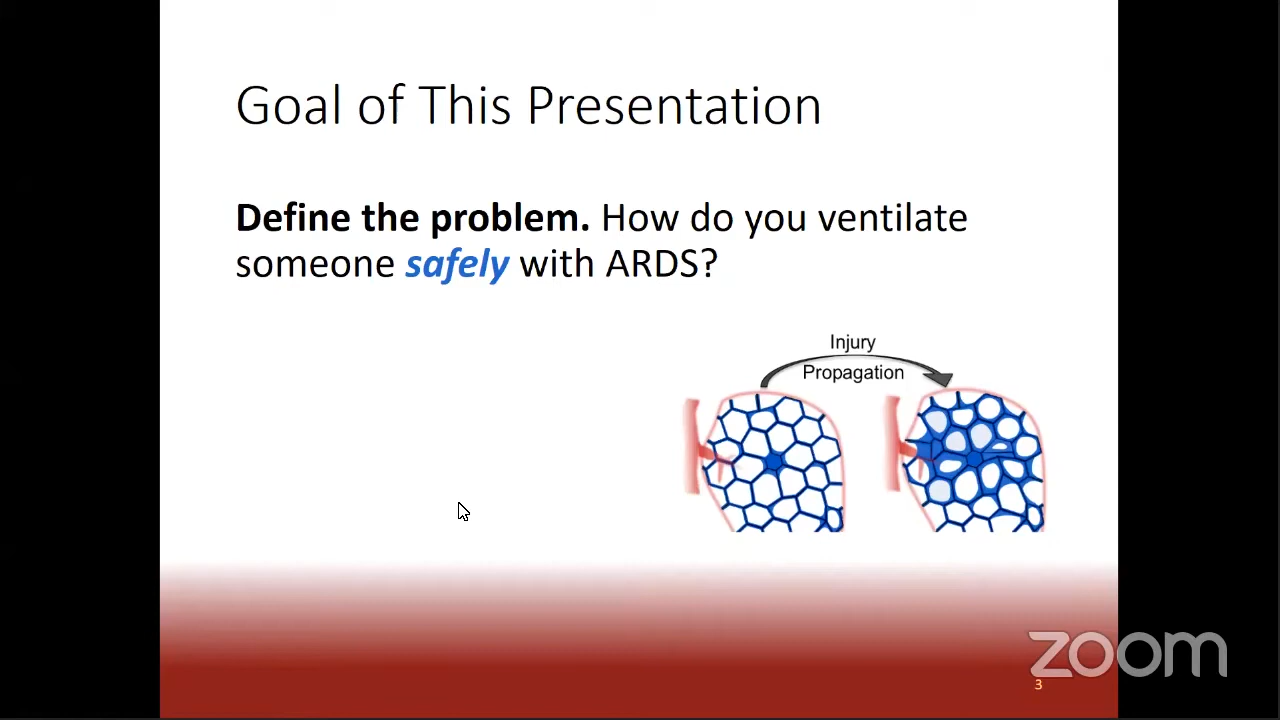 Goal of This Presentation
Define the problem. How do you ventilate
someone safely with ARDS?
Injury
Propagation
zoom
3